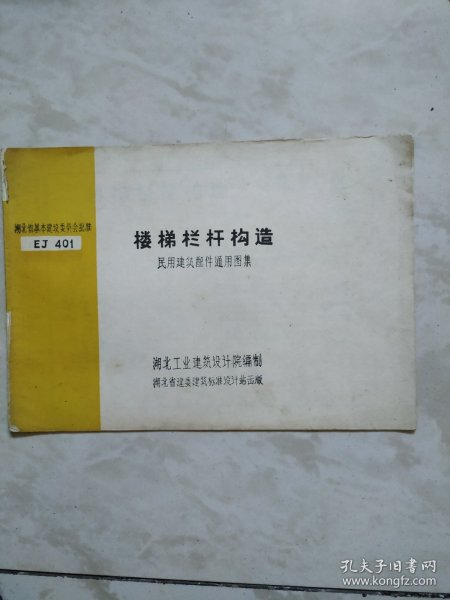 湖北省基本建设委员会批准
EJ 401
楼梯栏杆构造
民用建筑配件通用图集
湖北工业建筑设计院编制
湖北省建委建筑标准设计站出版
孔夫子旧书网
www.kongfz.com